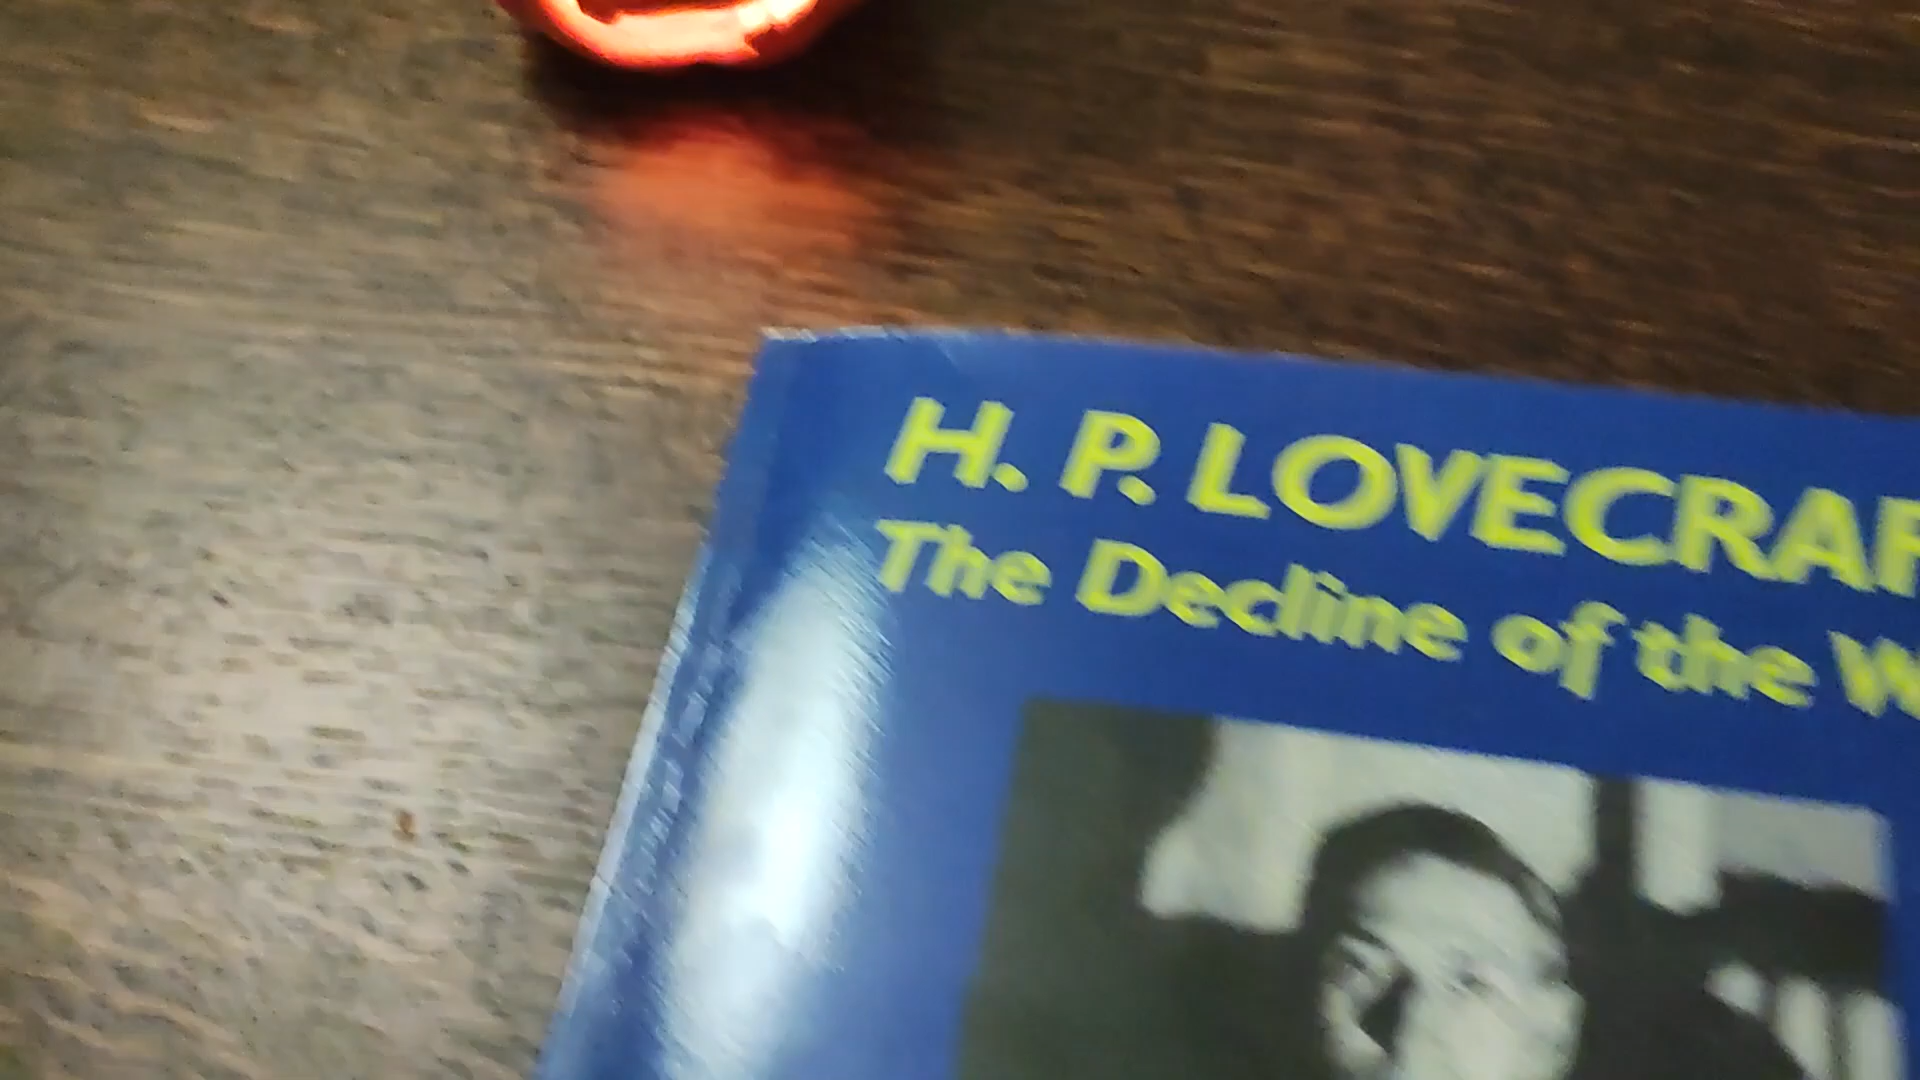 H. P. LOVECRAF
The Decline of the W